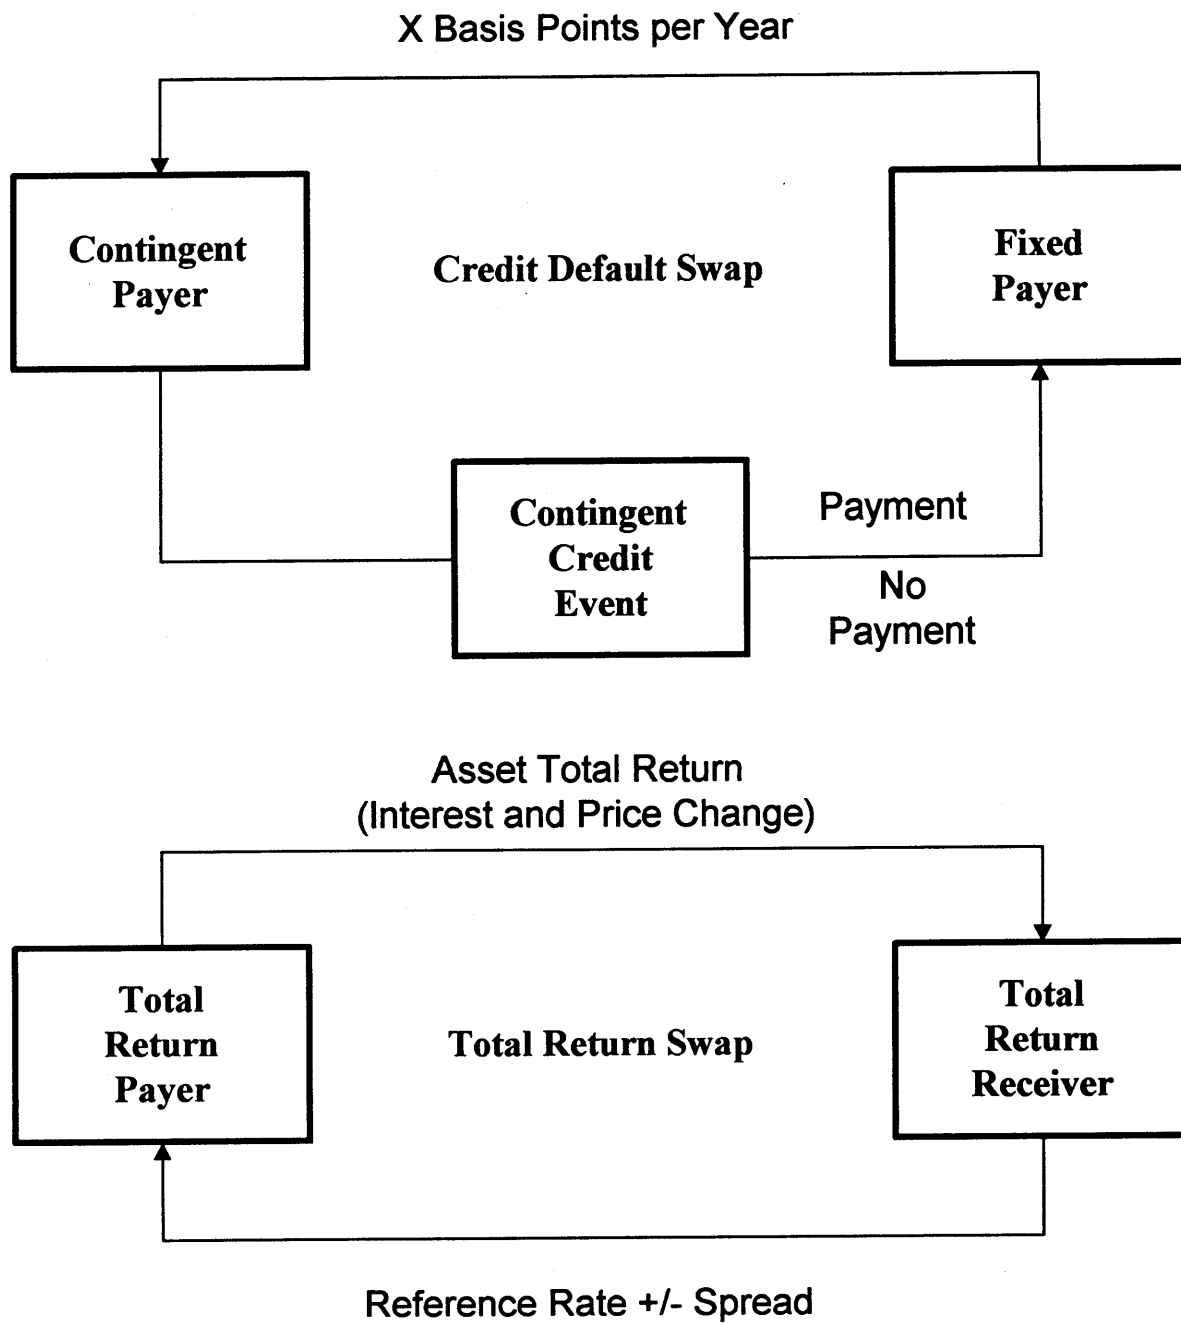 X Basis Points per Year
Contingent
Payer
Credit Default Swap
Fixed
Payer
Contingent
Credit
Event
Payment
No
Payment
Asset Total Return
(Interest and Price Change)
Total
Return
Payer
Total Return Swap
Total
Return
Receiver
Reference Rate +/- Spread